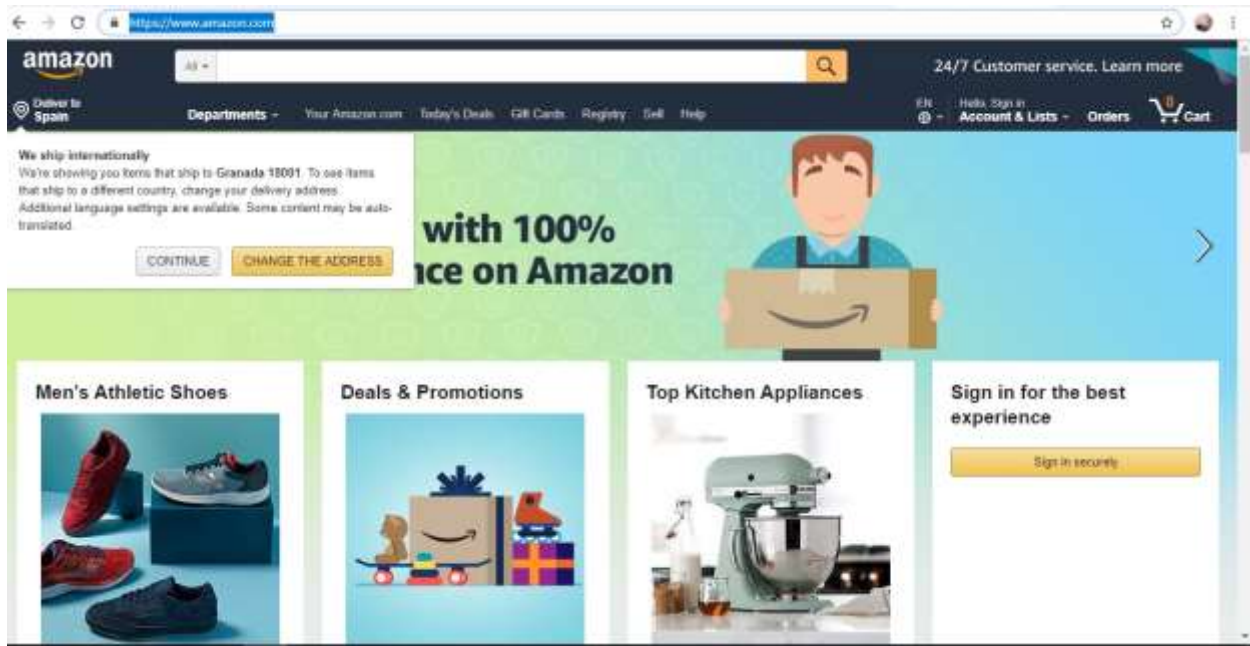 https://www.amazon.com
amazon
All
24/7 Customer service. Learn more
Deliver to
Spain
Departments
Your Amazon.com
Today's Deals
Gift Cards
Registry
Sell
Help
EN
Hello, Sign in
Account & Lists
Orders
0
Cart
We ship internationally
We're showing you items that ship to Granada 18001. To see items
that ship to a different country, change your delivery address.
Additional language settings are available. Some content may be auto-
translated.
CONTINUE
CHANGE THE ADDRESS
with 100%
nce on Amazon
Men's Athletic Shoes
Deals & Promotions
Top Kitchen Appliances
Sign in for the best
experience
Sign in securely